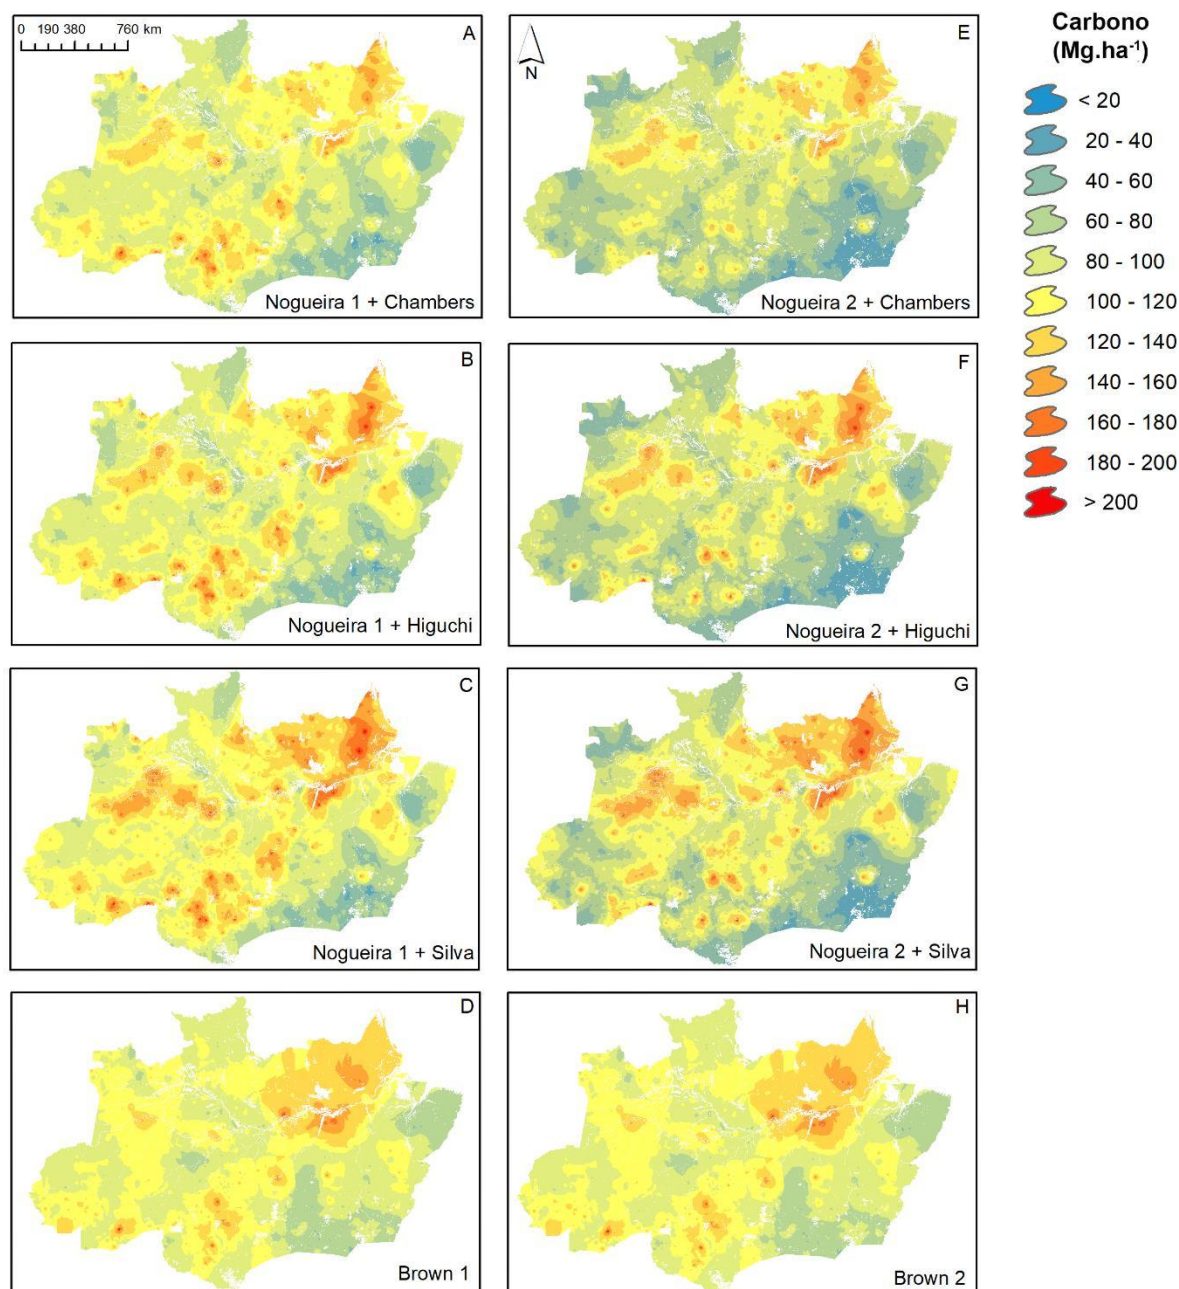 0 190 380 760 km
A
Nogueira 1 + Chambers
N
E
Nogueira 2 + Chambers
B
Nogueira 1 + Higuchi
F
Nogueira 2 + Higuchi
C
Nogueira 1 + Silva
G
Nogueira 2 + Silva
D
Brown 1
H
Brown 2
Carbono
(Mg.ha⁻¹)
< 20
20 - 40
40 - 60
60 - 80
80 - 100
100 - 120
120 - 140
140 - 160
160 - 180
180 - 200
> 200